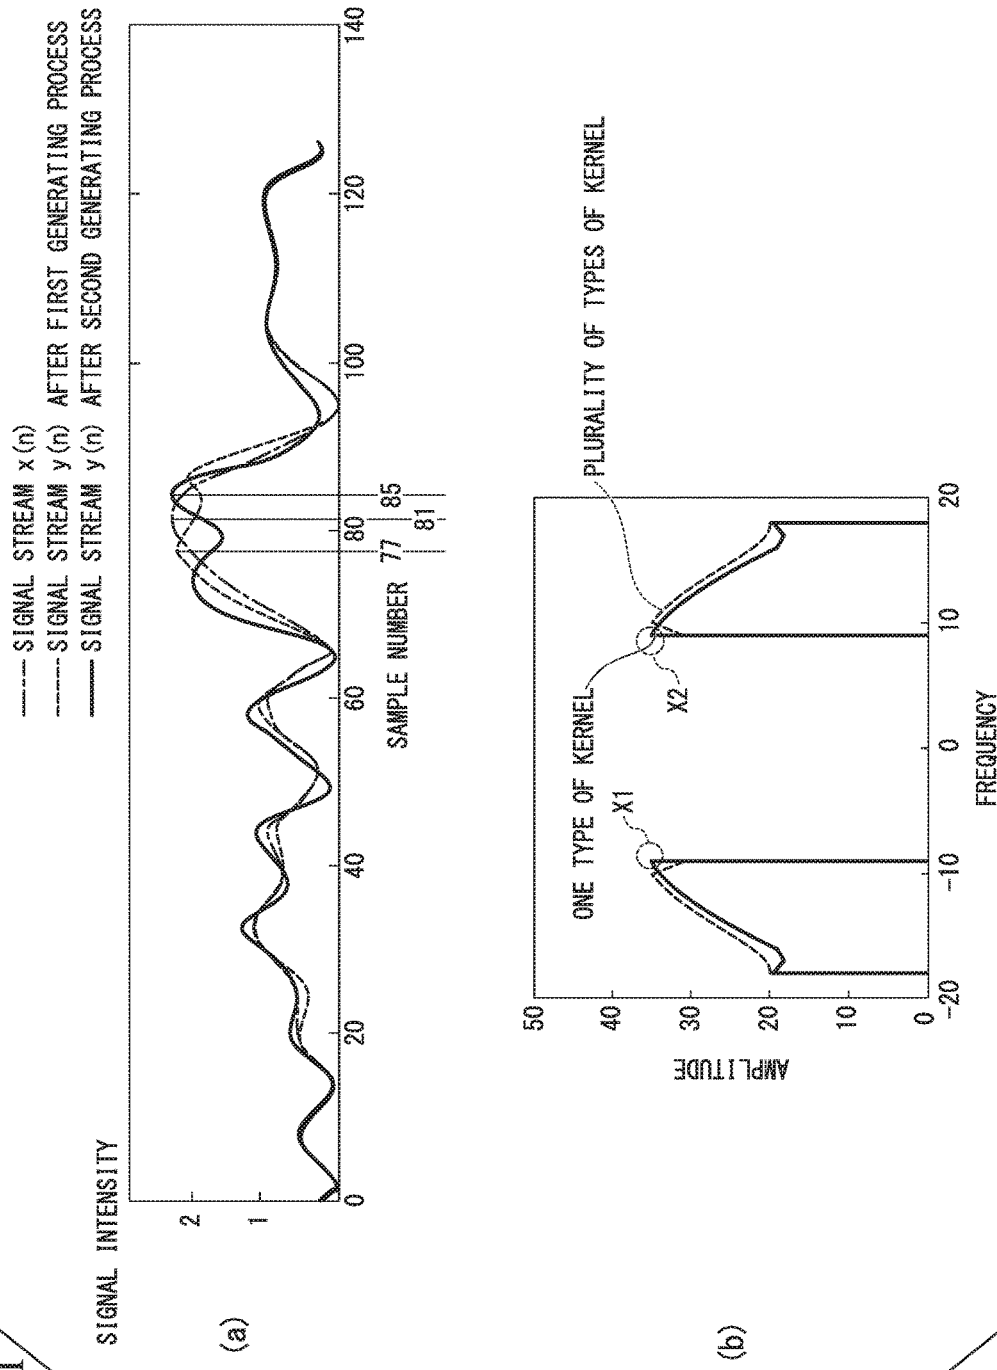 SIGNAL STREAM x(n)
SIGNAL STREAM y(n) AFTER FIRST GENERATING PROCESS
SIGNAL STREAM y(n) AFTER SECOND GENERATING PROCESS
(a)
SIGNAL INTENSITY
2
1
0
20
40
60
80
100
120
140
77
81
85
SAMPLE NUMBER
(b)
ONE TYPE OF KERNEL
PLURALITY OF TYPES OF KERNEL
X1
X2
AMPLITUDE
50
40
30
20
10
0
-20
-10
0
10
20
FREQUENCY